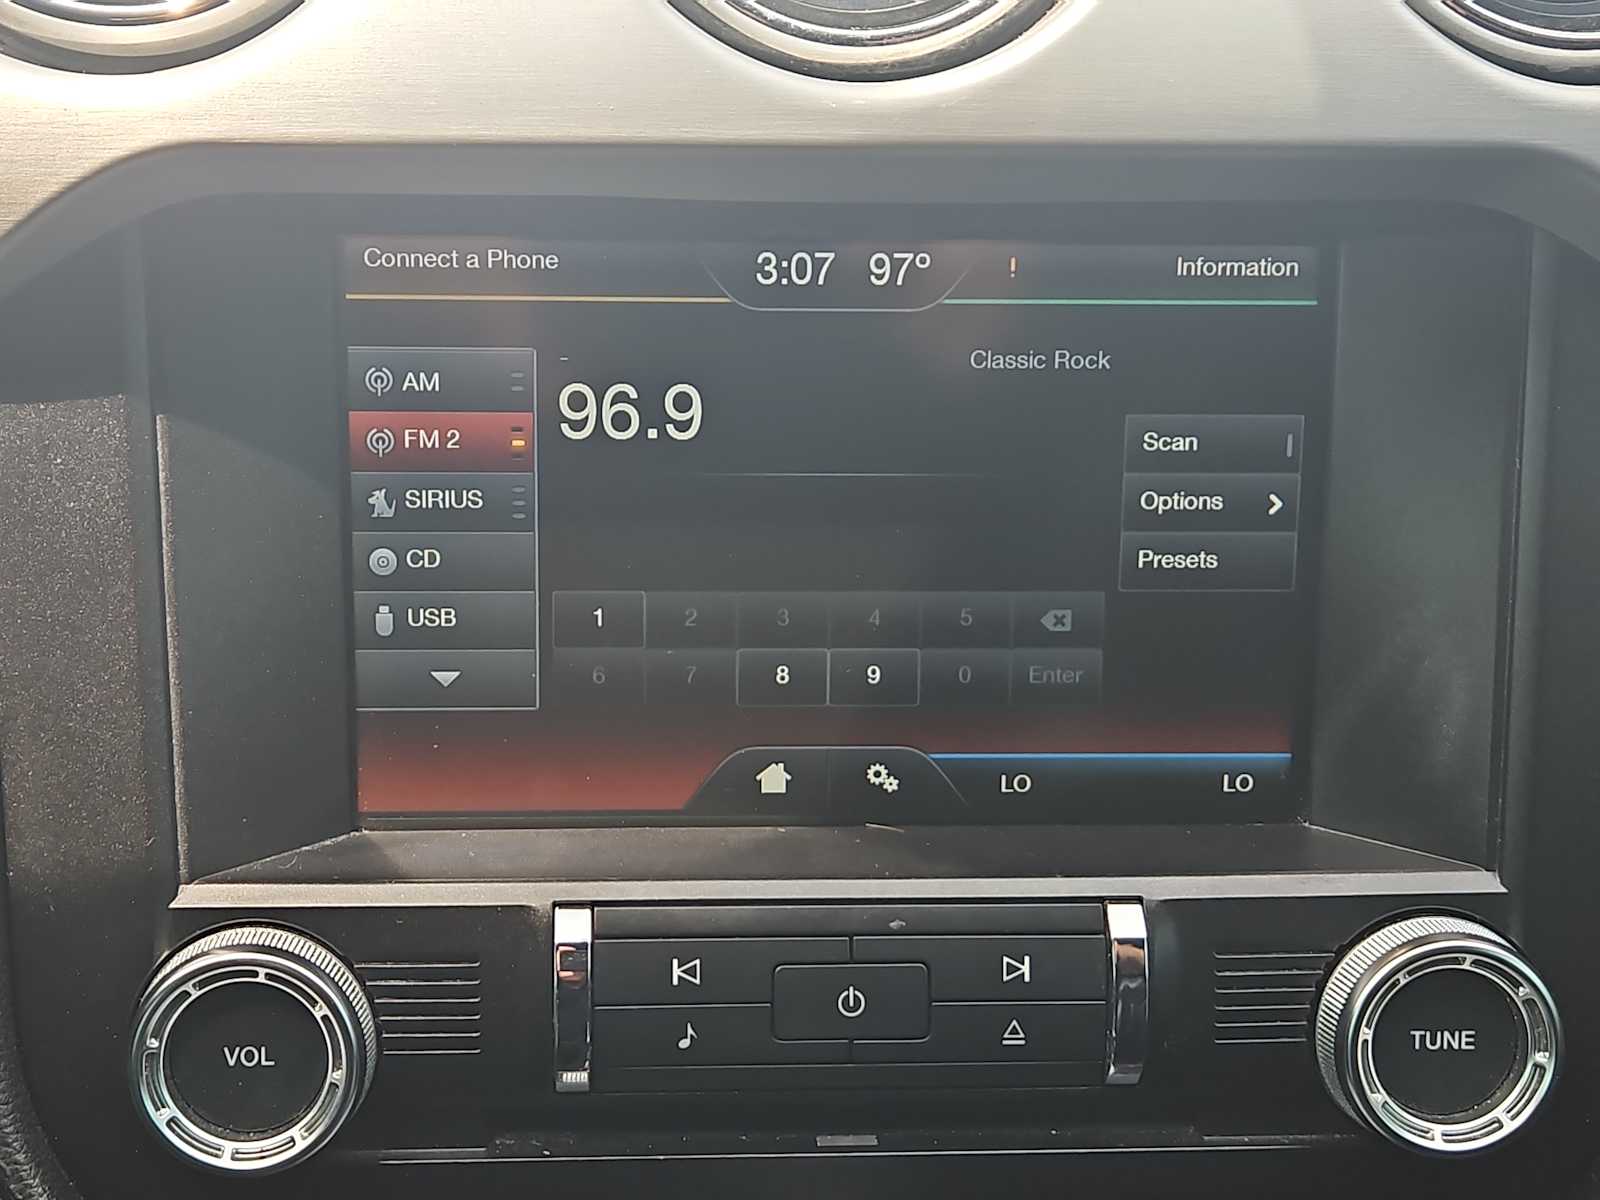 Connect a Phone
3:07 97° ! Information
Classic Rock
-
96.9
AM
FM 2
SIRIUS
CD
USB
Scan
Options
Presets
1 2 3 4 5
6 7 8 9 0 Enter
LO LO
VOL
TUNE